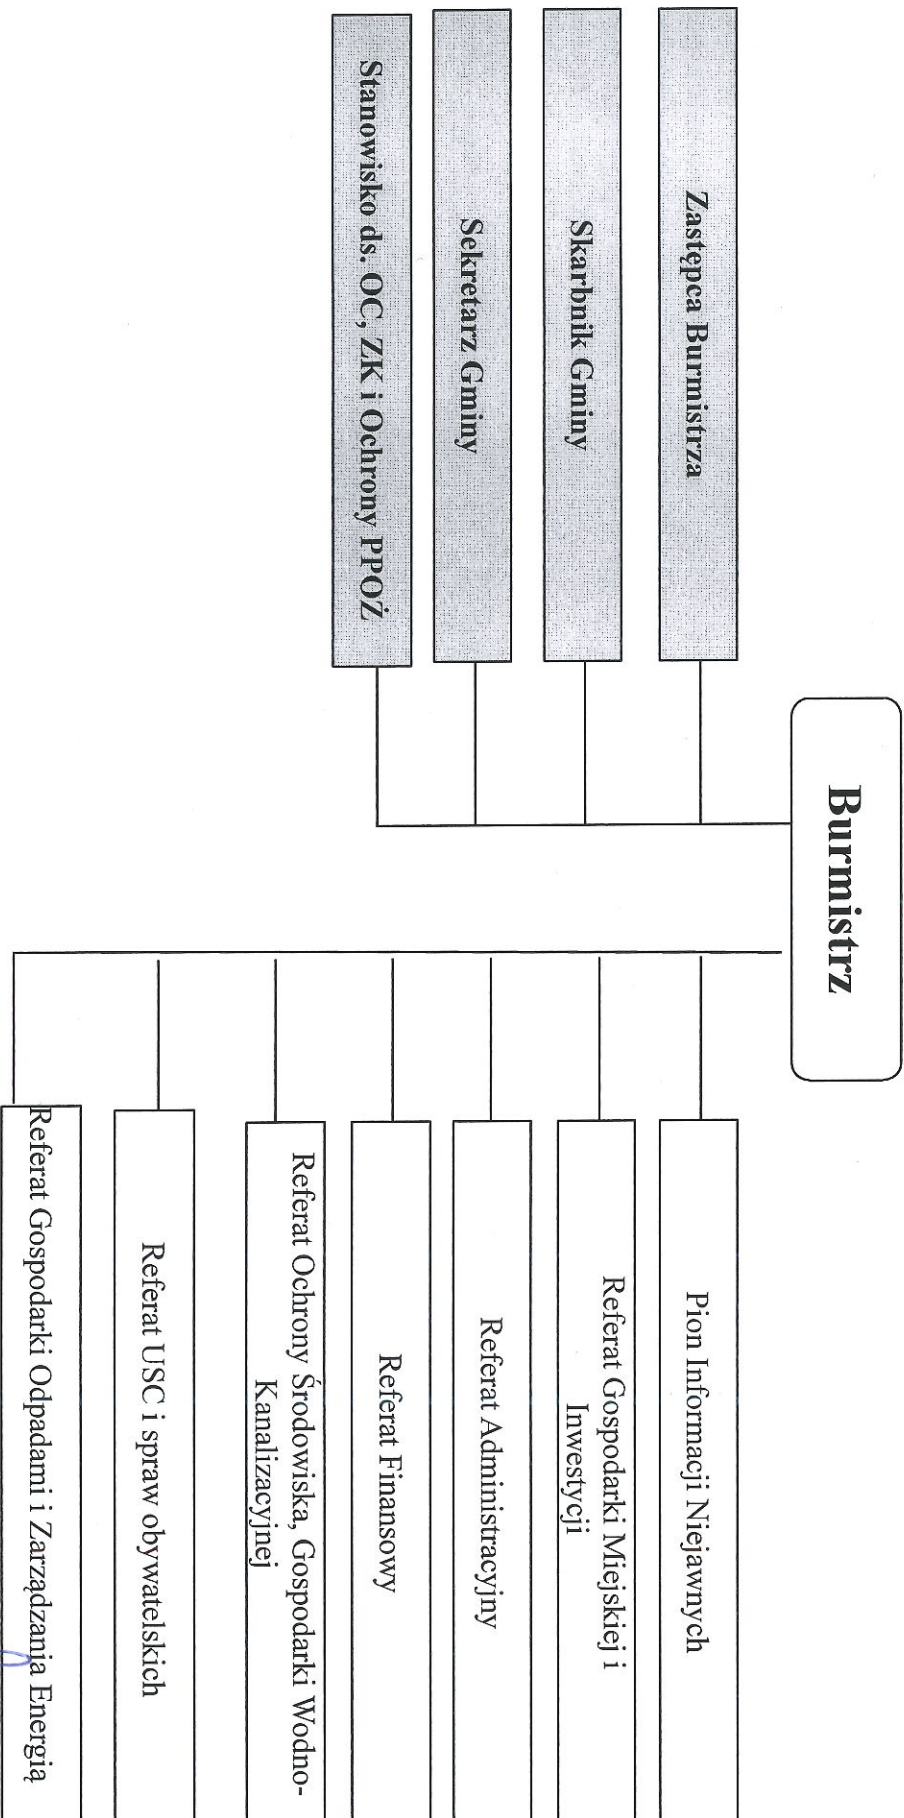 Burmistrz
Zastępca Burmistrza
Skarbnik Gminy
Sekretarz Gminy
Stanowisko ds. OC, ZK i Ochrony PPOŻ
Pion Informacji Niejawnych
Referat Gospodarki Miejskiej i
Inwestycji
Referat Administracyjny
Referat Finansowy
Referat Ochrony Środowiska, Gospodarki Wodno-
Kanalizacyjnej
Referat USC i spraw obywatelskich
Referat Gospodarki Odpadami i Zarządzania Energią